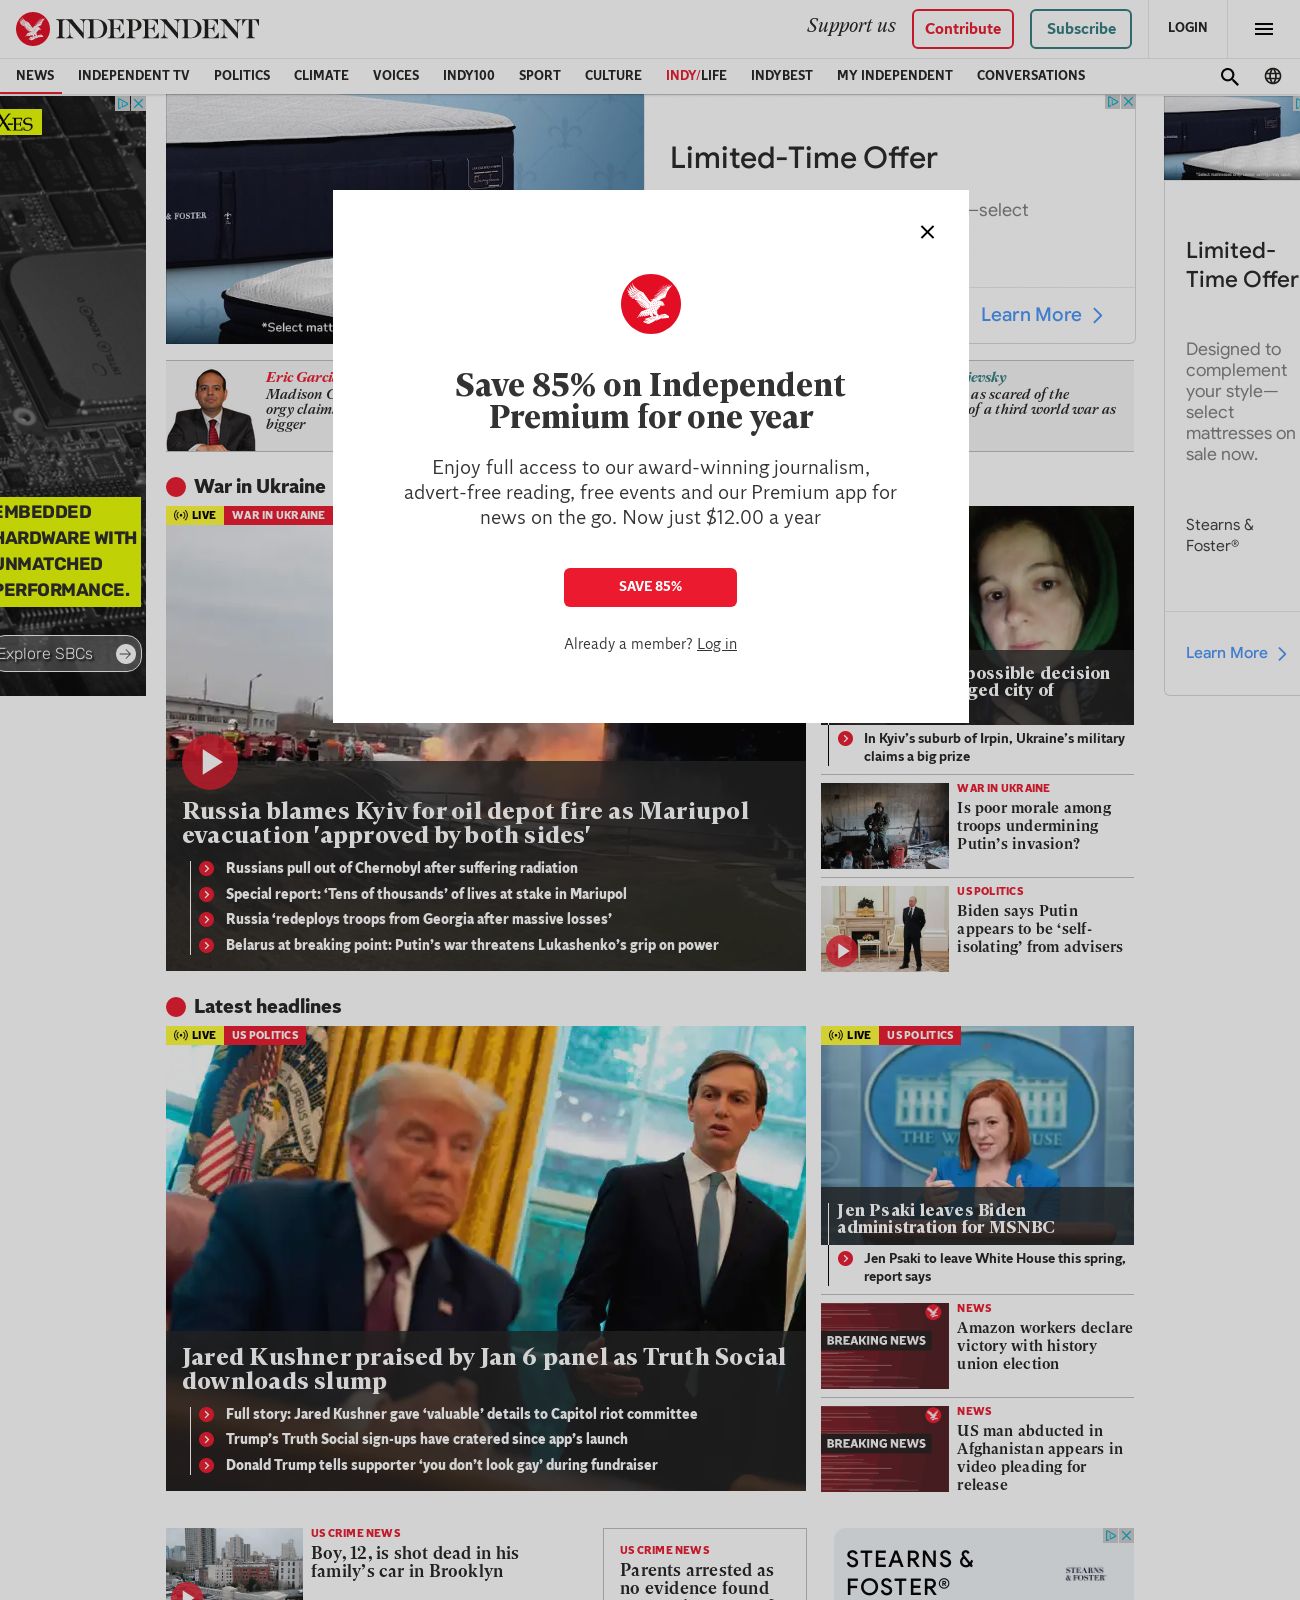 INDEPENDENT
Support us
Contribute
Subscribe
LOGIN
NEWS
INDEPENDENT TV
POLITICS
CLIMATE
VOICES
INDY100
SPORT
CULTURE
INDY/LIFE
INDYBEST
MY INDEPENDENT
CONVERSATIONS
X-ES
EMBEDDED
HARDWARE WITH
UNMATCHED
PERFORMANCE.
Explore SBCs
& FOSTER
*Select
Limited-Time Offer
—select
Learn More
Limited-
Time Offer
Designed to
complement
your style—
select
mattresses on
sale now.
Stearns &
Foster®
Learn More
Save 85% on Independent
Premium for one year
Enjoy full access to our award-winning journalism,
advert-free reading, free events and our Premium app for
news on the go. Now just $12.00 a year
SAVE 85%
Already a member? Log in
Eric
Madison
orgy
bigger
as scared of the
of a third world war as
War in Ukraine
LIVE
WAR IN UKRAINE
Russia blames Kyiv for oil depot fire as Mariupol
evacuation 'approved by both sides'
Russians pull out of Chernobyl after suffering radiation
Special report: ‘Tens of thousands’ of lives at stake in Mariupol
Russia ‘redeploys troops from Georgia after massive losses’
Belarus at breaking point: Putin’s war threatens Lukashenko’s grip on power
decision
city of
In Kyiv’s suburb of Irpin, Ukraine’s military
claims a big prize
WAR IN UKRAINE
Is poor morale among
troops undermining
Putin’s invasion?
US POLITICS
Biden says Putin
appears to be ‘self-
isolating’ from advisers
Latest headlines
LIVE
US POLITICS
Jared Kushner praised by Jan 6 panel as Truth Social
downloads slump
Full story: Jared Kushner gave ‘valuable’ details to Capitol riot committee
Trump’s Truth Social sign-ups have cratered since app’s launch
Donald Trump tells supporter ‘you don’t look gay’ during fundraiser
LIVE
US POLITICS
Jen Psaki leaves Biden
administration for MSNBC
Jen Psaki to leave White House this spring,
report says
BREAKING NEWS
NEWS
Amazon workers declare
victory with history
union election
BREAKING NEWS
NEWS
US man abducted in
Afghanistan appears in
video pleading for
release
US CRIME NEWS
Boy, 12, is shot dead in his
family’s car in Brooklyn
US CRIME NEWS
Parents arrested as
no evidence found
STEARNS &
FOSTER®
STEARNS
& FOSTER